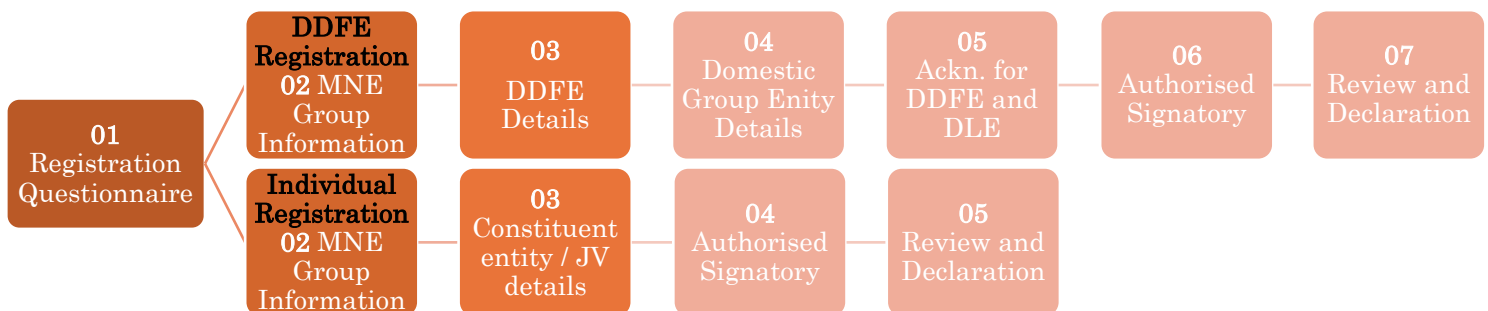 01
Registration
Questionnaire
DDFE
Registration
02 MNE
Group
Information
03
DDFE
Details
04
Domestic
Group Enity
Details
05
Ackn. for
DDFE and
DLE
06
Authorised
Signatory
07
Review and
Declaration
Individual
Registration
02 MNE
Group
Information
03
Constituent
entity / JV
details
04
Authorised
Signatory
05
Review and
Declaration